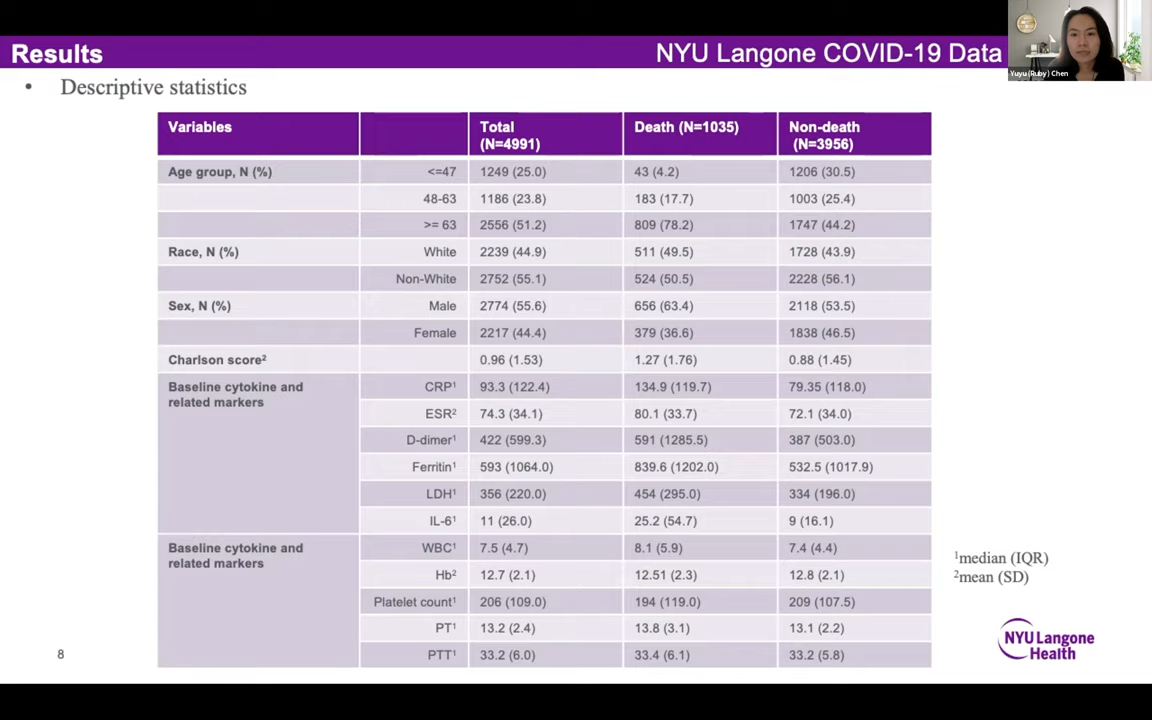 Results
NYU Langone COVID-19 Data
Yuyu (Ruby) Chen
• Descriptive statistics
Variables Total (N=4991) Death (N=1035) Non-death (N=3956)
Age group, N (%) <=47 1249 (25.0) 43 (4.2) 1206 (30.5)
48-63 1186 (23.8) 183 (17.7) 1003 (25.4)
>= 63 2556 (51.2) 809 (78.2) 1747 (44.2)
Race, N (%) White 2239 (44.9) 511 (49.5) 1728 (43.9)
Non-White 2752 (55.1) 524 (50.5) 2228 (56.1)
Sex, N (%) Male 2774 (55.6) 656 (63.4) 2118 (53.5)
Female 2217 (44.4) 379 (36.6) 1838 (46.5)
Charlson score² 0.96 (1.53) 1.27 (1.76) 0.88 (1.45)
Baseline cytokine and related markers CRP¹ 93.3 (122.4) 134.9 (119.7) 79.35 (118.0)
ESR² 74.3 (34.1) 80.1 (33.7) 72.1 (34.0)
D-dimer¹ 422 (599.3) 591 (1285.5) 387 (503.0)
Ferritin¹ 593 (1064.0) 839.6 (1202.0) 532.5 (1017.9)
LDH¹ 356 (220.0) 454 (295.0) 334 (196.0)
IL-6¹ 11 (26.0) 25.2 (54.7) 9 (16.1)
Baseline cytokine and related markers WBC¹ 7.5 (4.7) 8.1 (5.9) 7.4 (4.4)
Hb² 12.7 (2.1) 12.51 (2.3) 12.8 (2.1)
Platelet count¹ 206 (109.0) 194 (119.0) 209 (107.5)
PT¹ 13.2 (2.4) 13.8 (3.1) 13.1 (2.2)
PTT¹ 33.2 (6.0) 33.4 (6.1) 33.2 (5.8)
¹median (IQR)
²mean (SD)
NYU Langone
Health
8